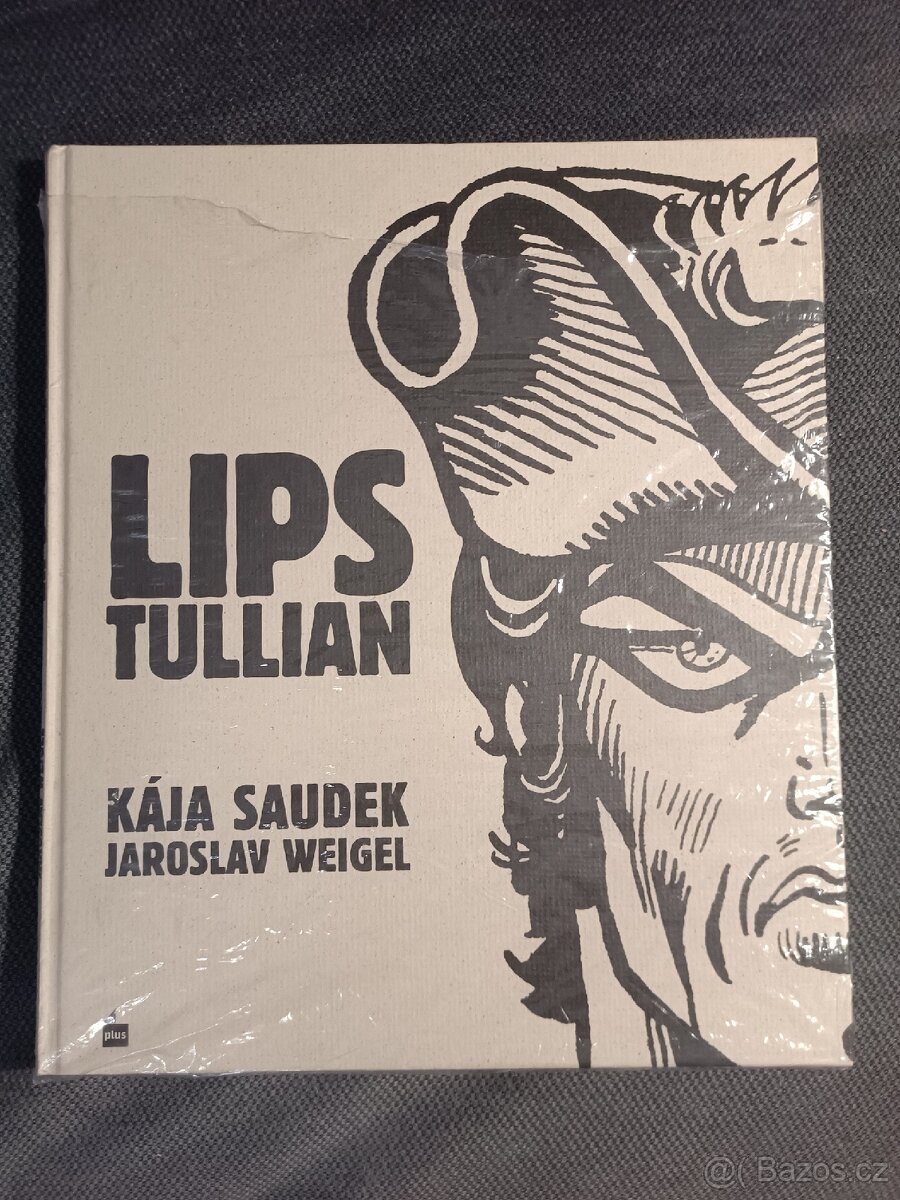 LIPS
TULLIAN
KÁJA SAUDEK
JAROSLAV WEIGEL
plus
@( Bazos.cz